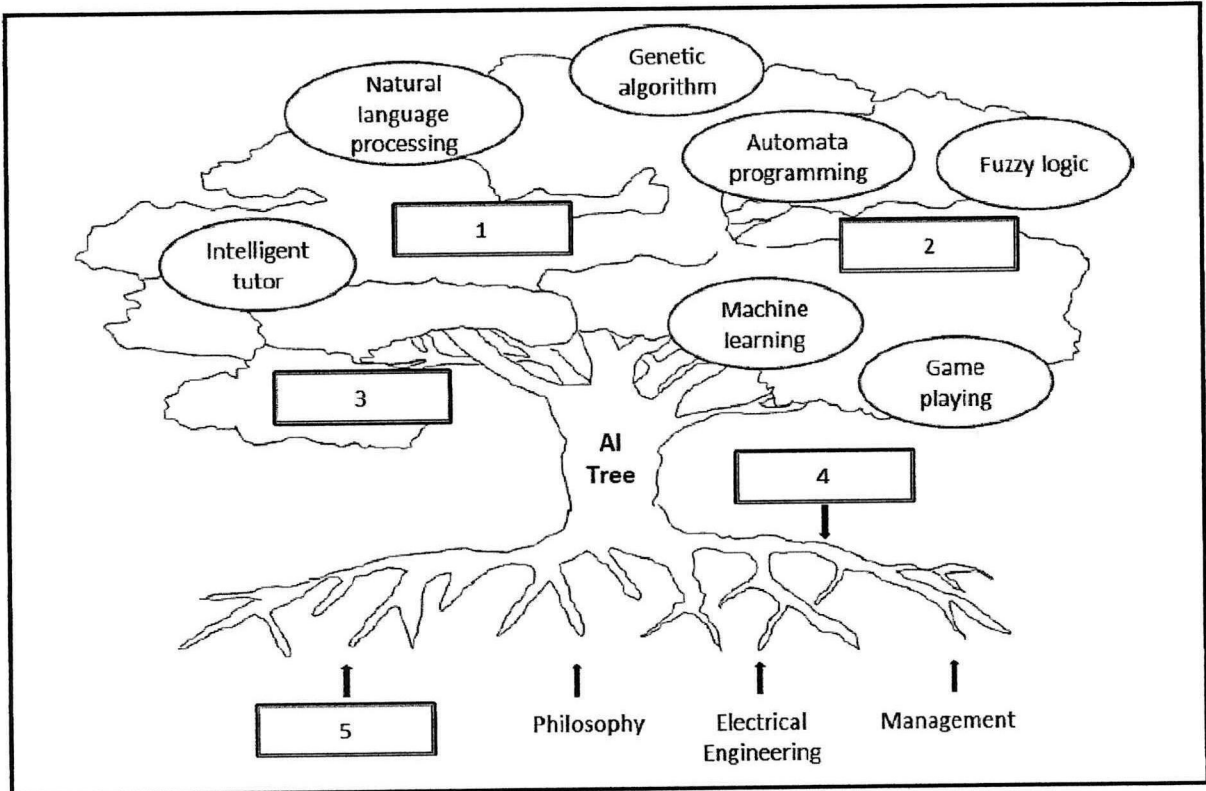 Genetic
algorithm
Natural
language
processing
Automata
programming
Fuzzy logic
1
2
Intelligent
tutor
Machine
learning
Game
playing
3
AI
Tree
4
5
Philosophy
Electrical
Engineering
Management